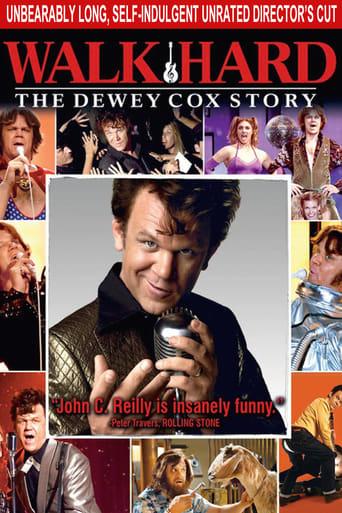 UNBEARABLY LONG, SELF-INDULGENT UNRATED DIRECTOR'S CUT
WALK HARD
THE DEWEY COX STORY
"John C. Reilly is insanely funny."
-Peter Travers, ROLLING STONE